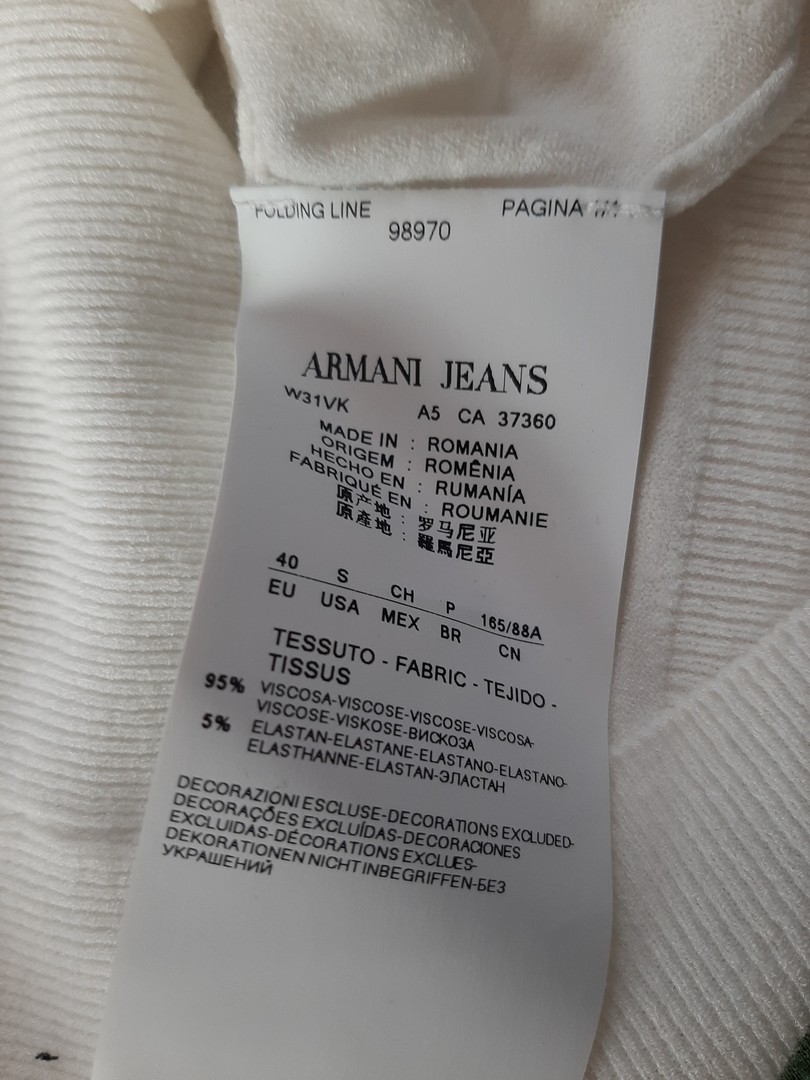 FOLDING LINE PAGINA 1/1
98970
ARMANI JEANS
W31VK A5 CA 37360
MADE IN : ROMANIA
ORIGEM : ROMÊNIA
HECHO EN : RUMANÍA
FABRIQUÉ EN : ROUMANIE
原产地 : 罗马尼亚
原產地 : 羅馬尼亞
40 S CH P 165/88A
EU USA MEX BR CN
TESSUTO - FABRIC - TEJIDO -
TISSUS
95% VISCOSA-VISCOSE-VISCOSE-VISCOSA-
VISCOSE-VISKOSE-ВИСКОЗА
5% ELASTAN-ELASTANE-ELASTANO-ELASTANO-
ELASTHANNE-ELASTAN-ЭЛАСТАН
DECORAZIONI ESCLUSE-DECORATIONS EXCLUDED-
DECORAÇÕES EXCLUÍDAS-DECORACIONES
EXCLUIDAS-DÉCORATIONS EXCLUES-
DEKORATIONEN NICHT INBEGRIFFEN-БЕЗ
УКРАШЕНИЙ